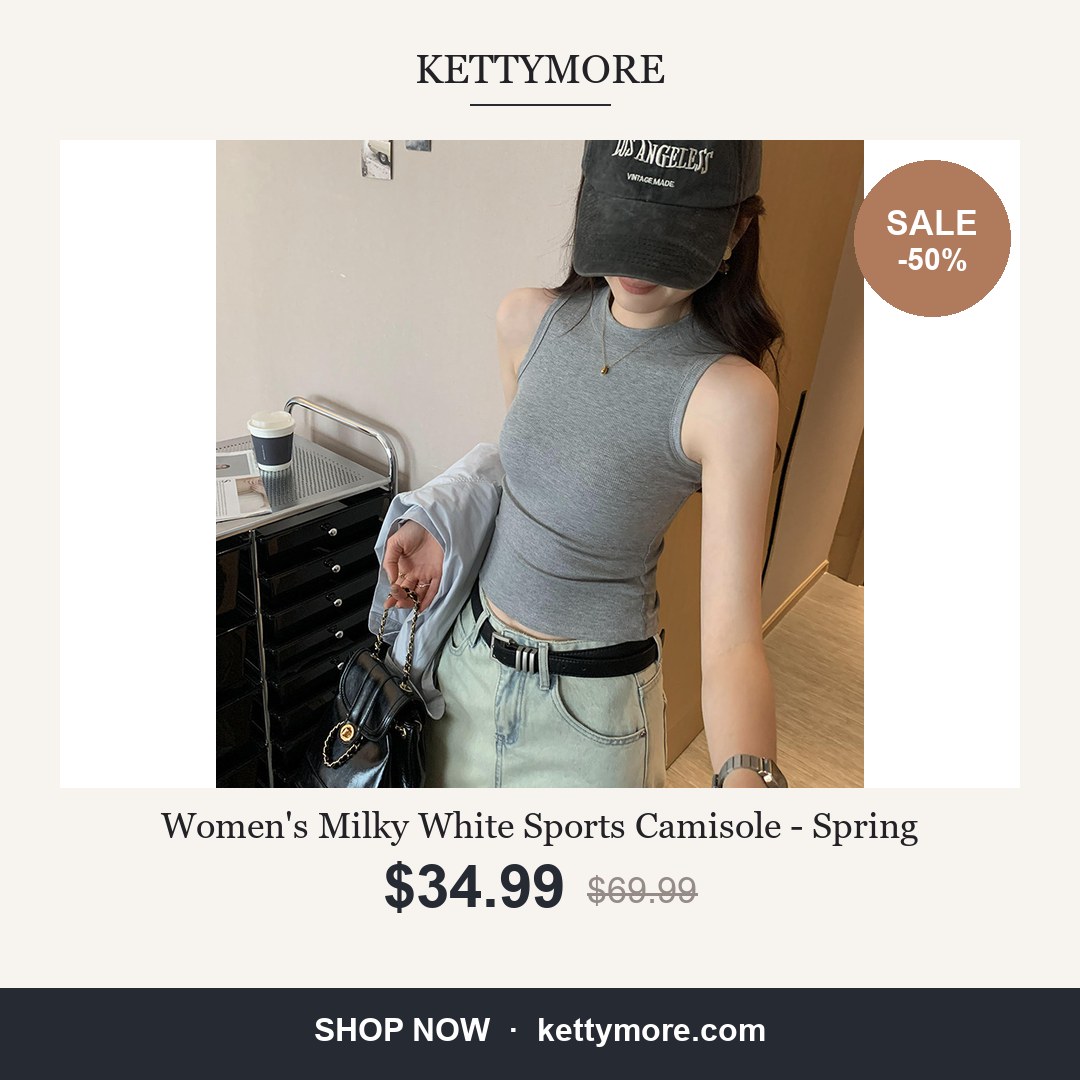 KETTYMORE
LOS ANGELESS
VINTAGE MADE
SALE
-50%
Women's Milky White Sports Camisole - Spring
$34.99 $69.99
SHOP NOW · kettymore.com